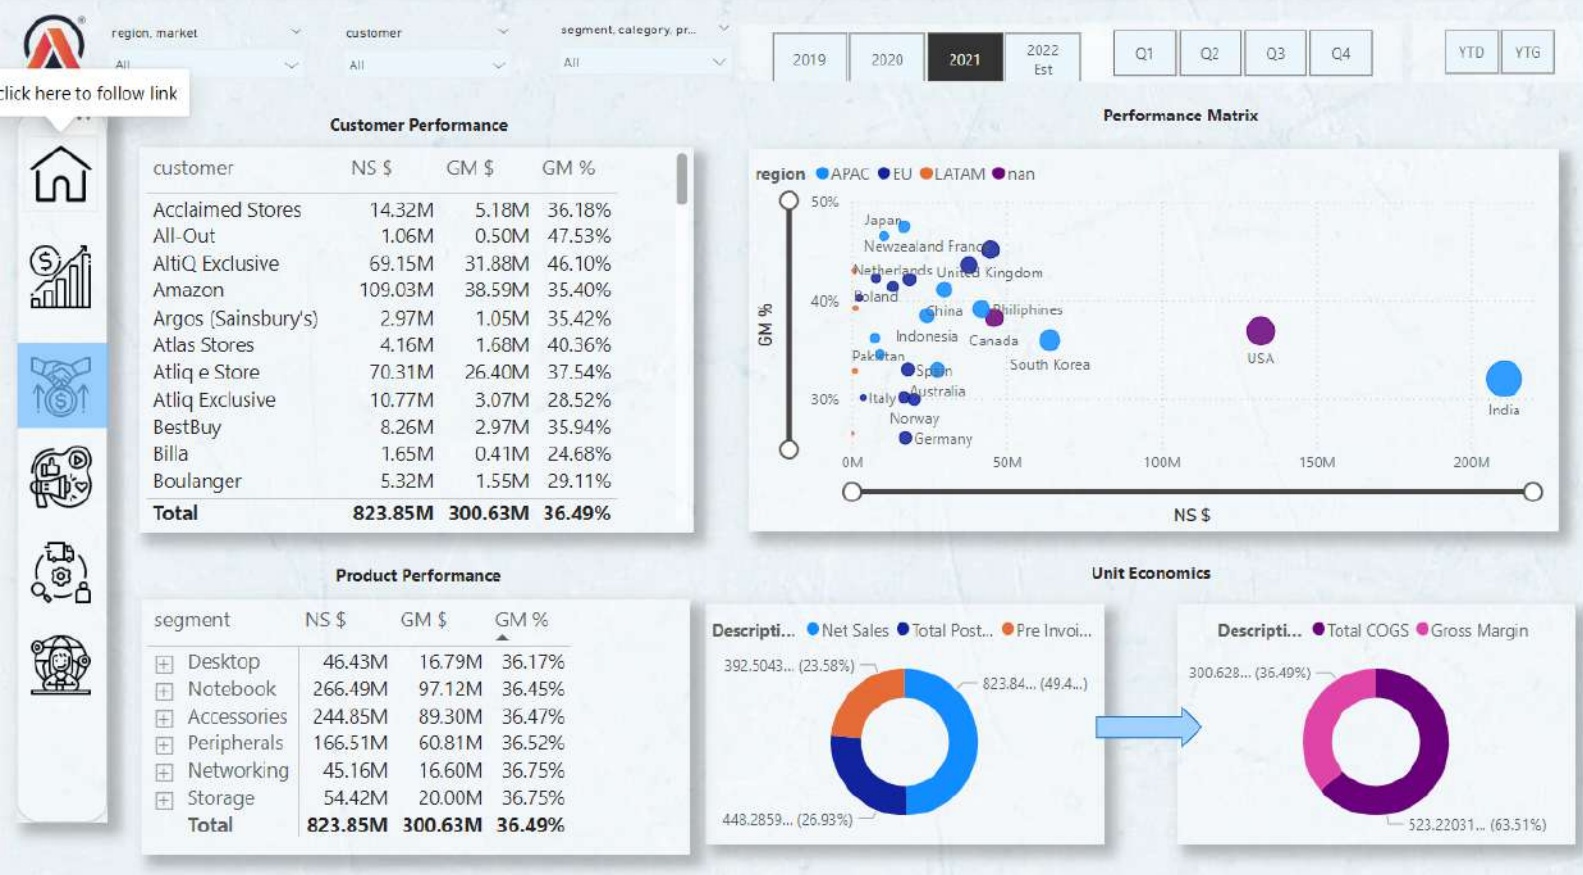 region, market
All
customer
All
segment, category, pr...
All
2019
2020
2021
2022 Est
Q1
Q2
Q3
Q4
YTD
YTG
click here to follow link
Customer Performance
customer NS $ GM $ GM %
Acclaimed Stores 14.32M 5.18M 36.18%
All-Out 1.06M 0.50M 47.53%
AltiQ Exclusive 69.15M 31.88M 46.10%
Amazon 109.03M 38.59M 35.40%
Argos (Sainsbury's) 2.97M 1.05M 35.42%
Atlas Stores 4.16M 1.68M 40.36%
Atliq e Store 70.31M 26.40M 37.54%
Atliq Exclusive 10.77M 3.07M 28.52%
BestBuy 8.26M 2.97M 35.94%
Billa 1.65M 0.41M 24.68%
Boulanger 5.32M 1.55M 29.11%
Total 823.85M 300.63M 36.49%
Performance Matrix
region APAC EU LATAM nan
50%
40%
30%
GM %
Japan
Newzealand France
Netherlands United Kingdom
Poland
China Philiphines
Indonesia Canada
Pakistan South Korea
USA
Spain
Australia
Italy
Norway
Germany
India
0M 50M 100M 150M 200M
NS $
Product Performance
segment NS $ GM $ GM %
Desktop 46.43M 16.79M 36.17%
Notebook 266.49M 97.12M 36.45%
Accessories 244.85M 89.30M 36.47%
Peripherals 166.51M 60.81M 36.52%
Networking 45.16M 16.60M 36.75%
Storage 54.42M 20.00M 36.75%
Total 823.85M 300.63M 36.49%
Unit Economics
Descripti... Net Sales Total Post... Pre Invoi...
392.5043... (23.58%)
823.84... (49.4...)
448.2859... (26.93%)
Descripti... Total COGS Gross Margin
300.628... (36.49%)
523.22031... (63.51%)